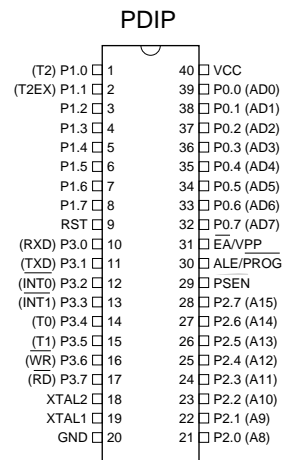 PDIP
(T2) P1.0 1 40 VCC
(T2EX) P1.1 2 39 P0.0 (AD0)
P1.2 3 38 P0.1 (AD1)
P1.3 4 37 P0.2 (AD2)
P1.4 5 36 P0.3 (AD3)
P1.5 6 35 P0.4 (AD4)
P1.6 7 34 P0.5 (AD5)
P1.7 8 33 P0.6 (AD6)
RST 9 32 P0.7 (AD7)
(RXD) P3.0 10 31 E̅A̅/VPP
(TXD) P3.1 11 30 ALE/P̅R̅O̅G̅
(I̅N̅T̅0̅) P3.2 12 29 P̅S̅E̅N̅
(I̅N̅T̅1̅) P3.3 13 28 P2.7 (A15)
(T0) P3.4 14 27 P2.6 (A14)
(T1) P3.5 15 26 P2.5 (A13)
(W̅R̅) P3.6 16 25 P2.4 (A12)
(R̅D̅) P3.7 17 24 P2.3 (A11)
XTAL2 18 23 P2.2 (A10)
XTAL1 19 22 P2.1 (A9)
GND 20 21 P2.0 (A8)